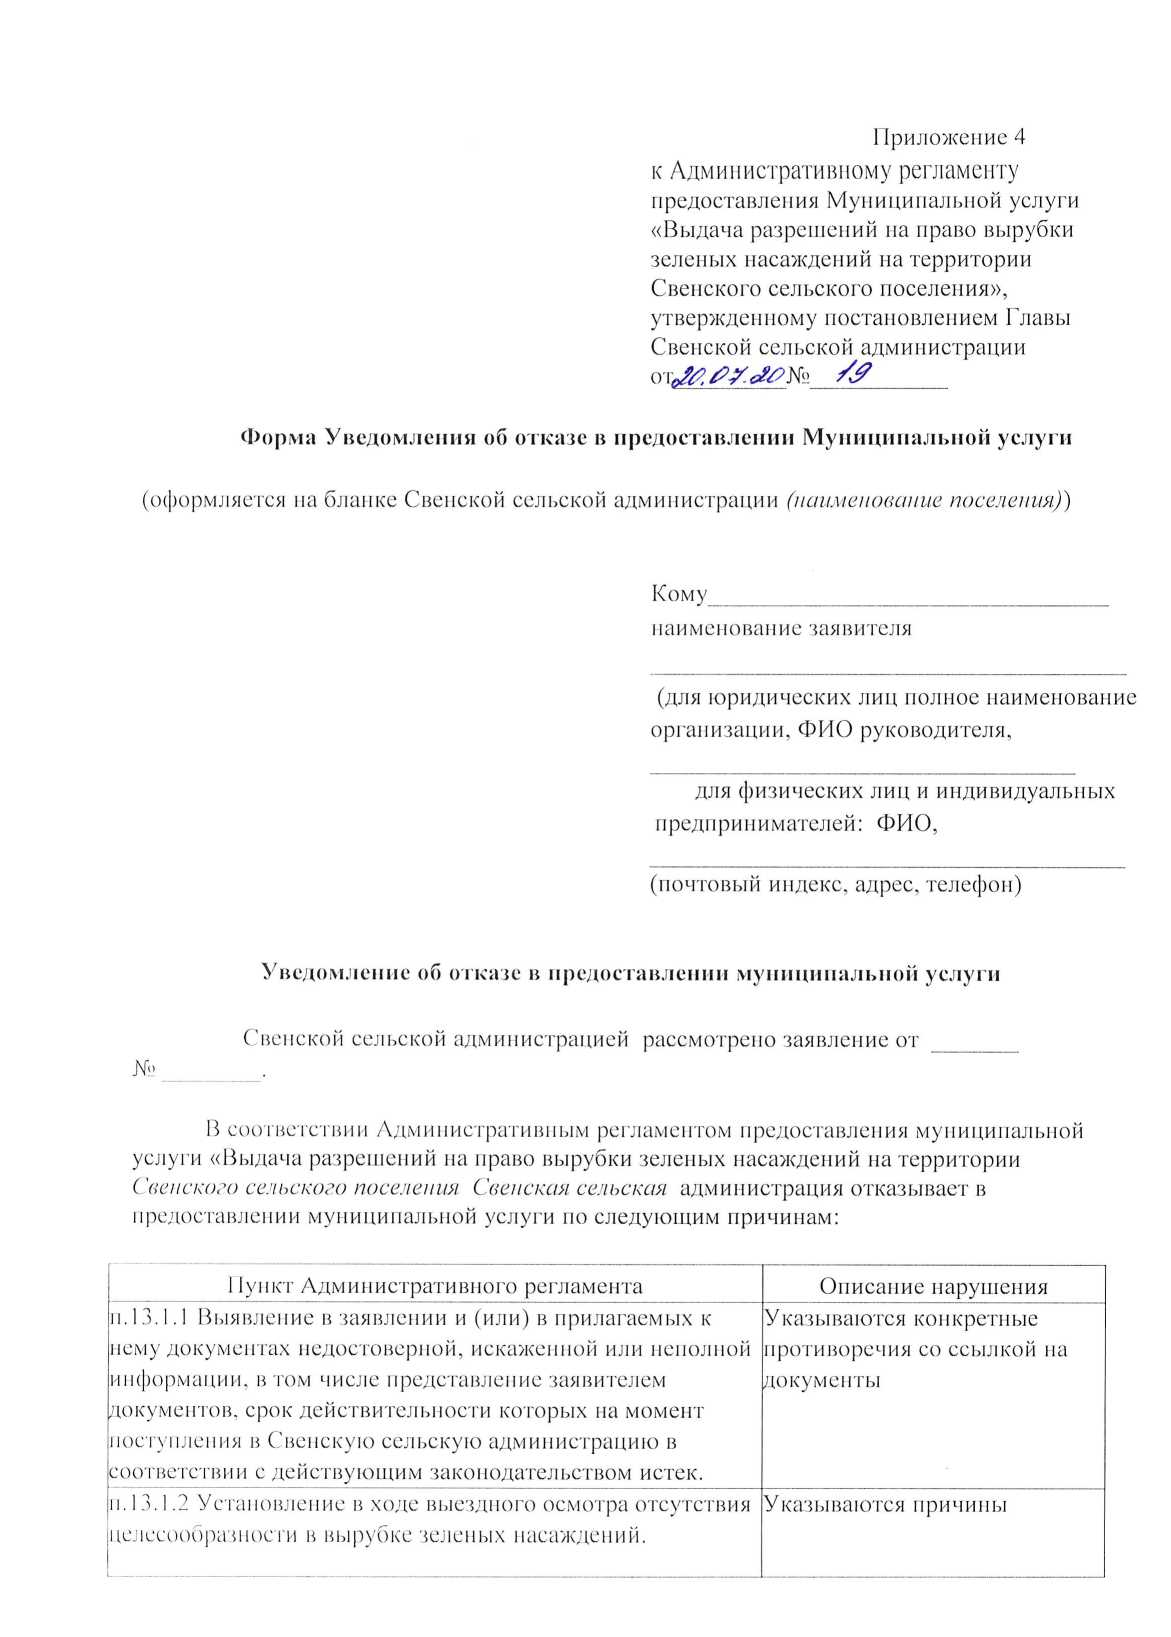 Приложение 4
к Административному регламенту
предоставления Муниципальной услуги
«Выдача разрешений на право вырубки
зеленых насаждений на территории
Свенского сельского поселения»,
утвержденному постановлением Главы
Свенской сельской администрации
от 20.07.20 № 19
Форма Уведомления об отказе в предоставлении Муниципальной услуги
(оформляется на бланке Свенской сельской администрации (наименование поселения))
Кому_______________
наименование заявителя
(для юридических лиц полное наименование
организации, ФИО руководителя,
для физических лиц и индивидуальных
предпринимателей: ФИО,
(почтовый индекс, адрес, телефон)
Уведомление об отказе в предоставлении муниципальной услуги
Свенской сельской администрацией рассмотрено заявление от _______
№ ________.
В соответствии Административным регламентом предоставления муниципальной
услуги «Выдача разрешений на право вырубки зеленых насаждений на территории
Свенского сельского поселения Свенская сельская администрация отказывает в
предоставлении муниципальной услуги по следующим причинам:
Пункт Административного регламента
Описание нарушения
п.13.1.1 Выявление в заявлении и (или) в прилагаемых к
нему документах недостоверной, искаженной или неполной
информации, в том числе представление заявителем
документов, срок действительности которых на момент
поступления в Свенскую сельскую администрацию в
соответствии с действующим законодательством истек.
Указываются конкретные
противоречия со ссылкой на
документы
п.13.1.2 Установление в ходе выездного осмотра отсутствия
целесообразности в вырубке зеленых насаждений.
Указываются причины